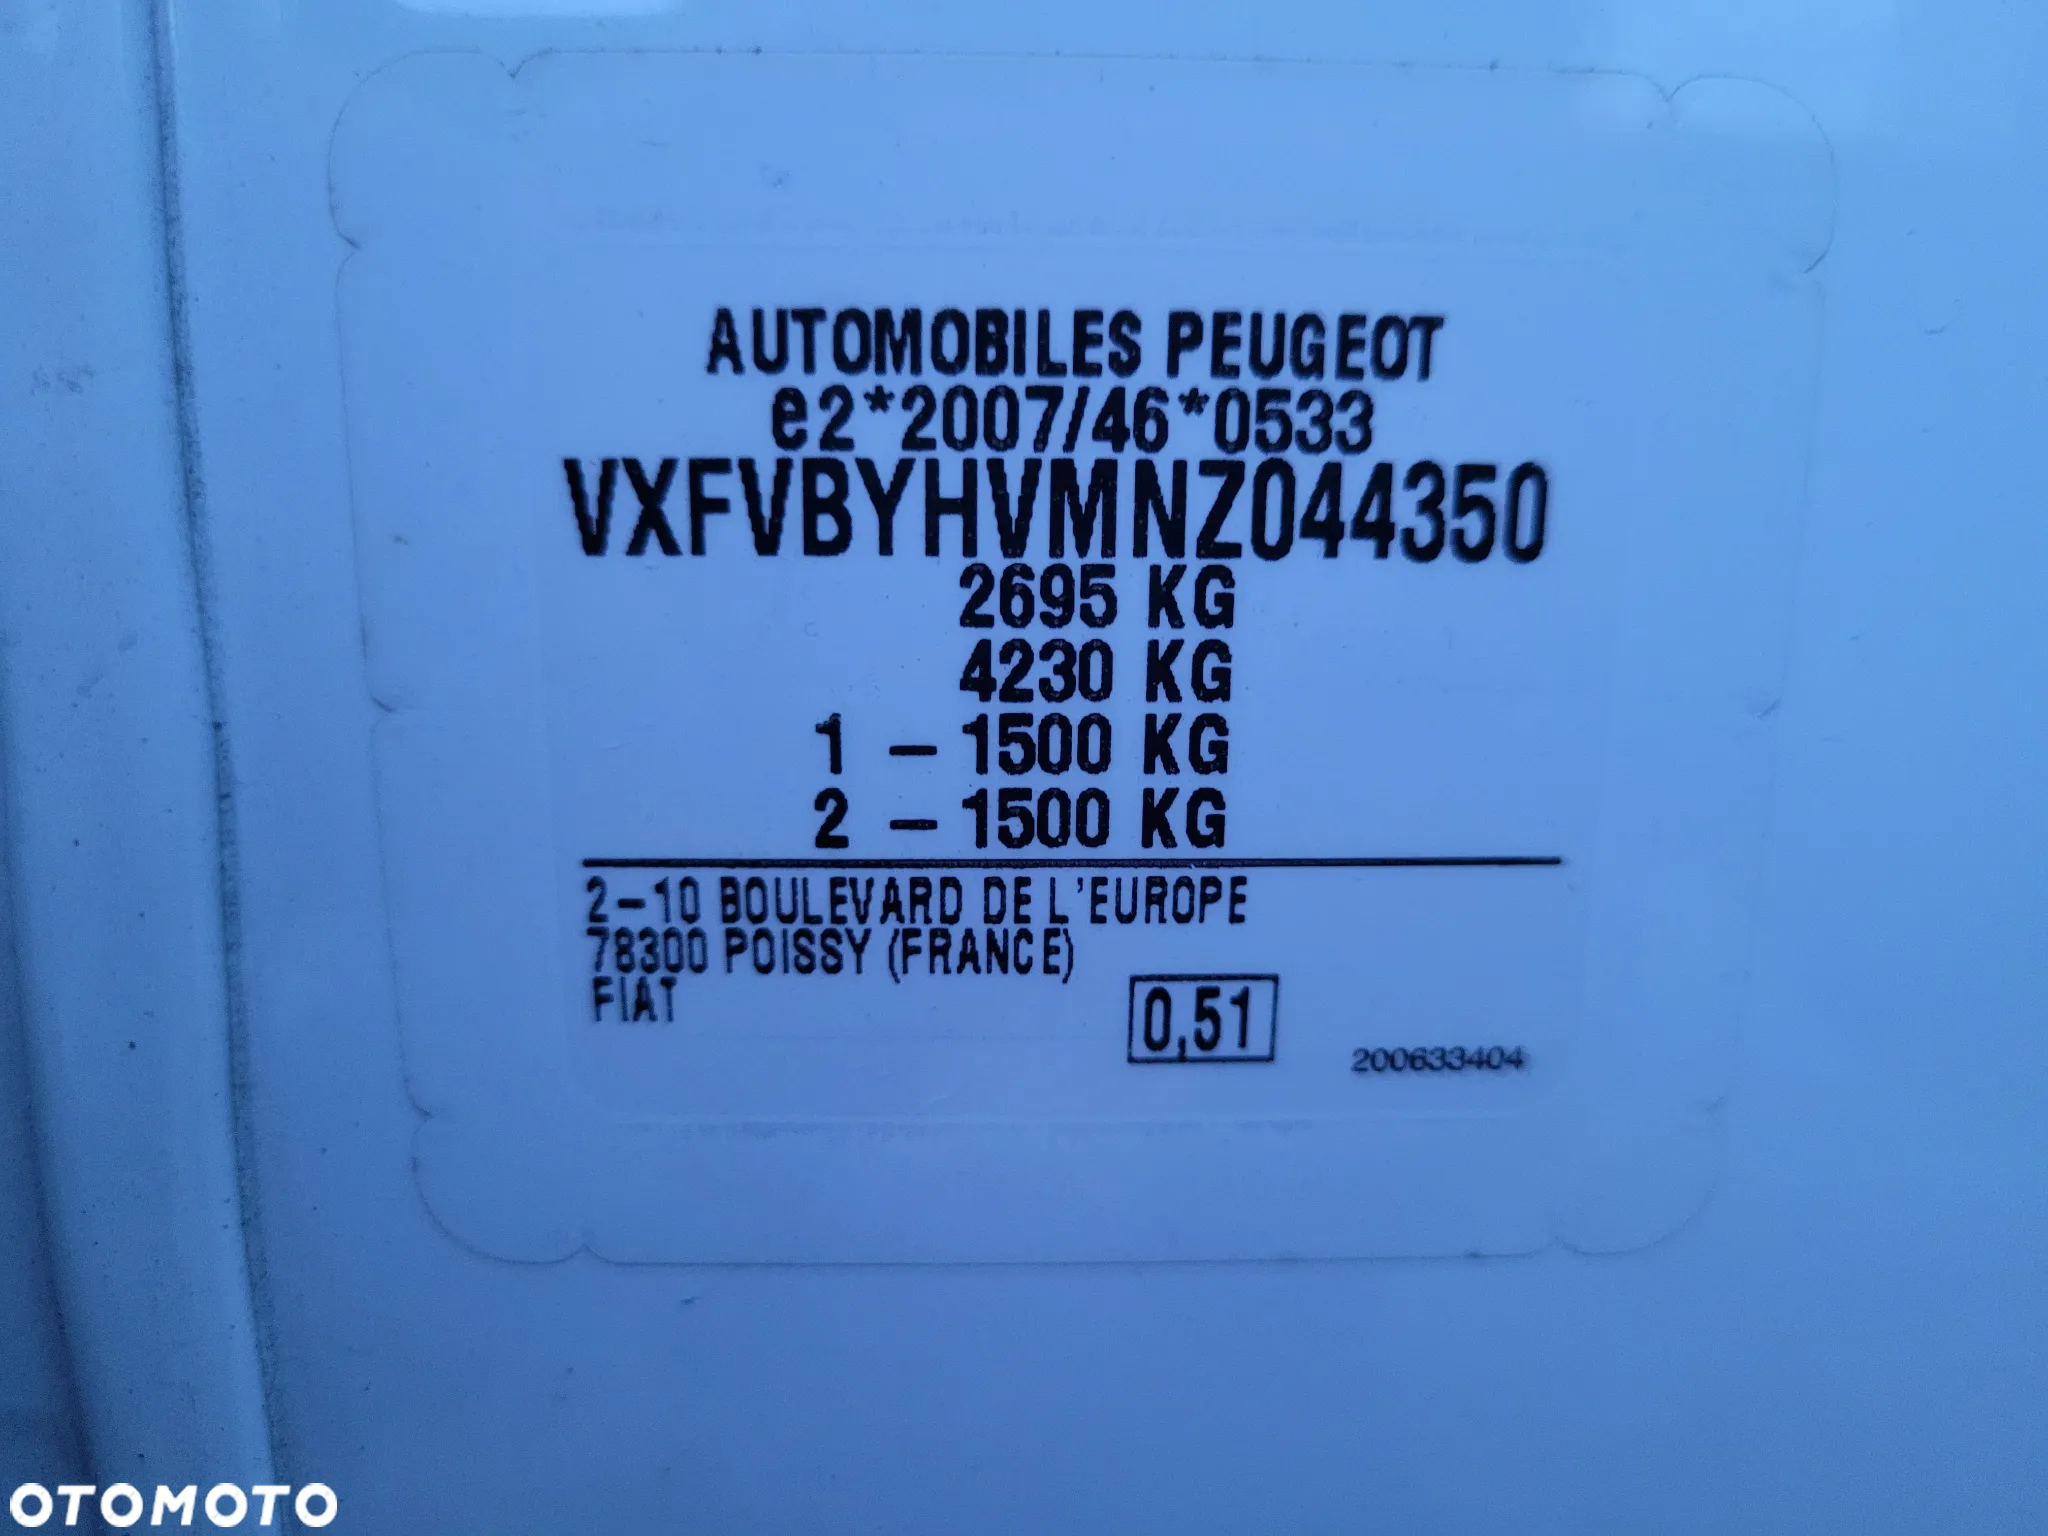 AUTOMOBILES PEUGEOT
e2*2007/46*0533
VXFVBYHVMNZ044350
2695 KG
4230 KG
1 – 1500 KG
2 – 1500 KG
2–10 BOULEVARD DE L'EUROPE
78300 POISSY (FRANCE)
FIAT
0,51
200633404
OTOMOTO